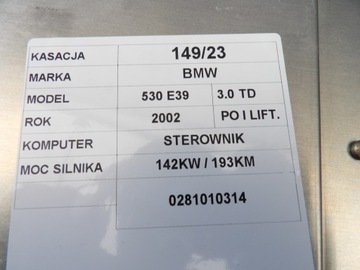 KASACJA 149/23
MARKA BMW
MODEL 530 E39 3.0 TD
ROK 2002 PO I LIFT.
KOMPUTER STEROWNIK
MOC SILNIKA 142KW / 193KM
0281010314